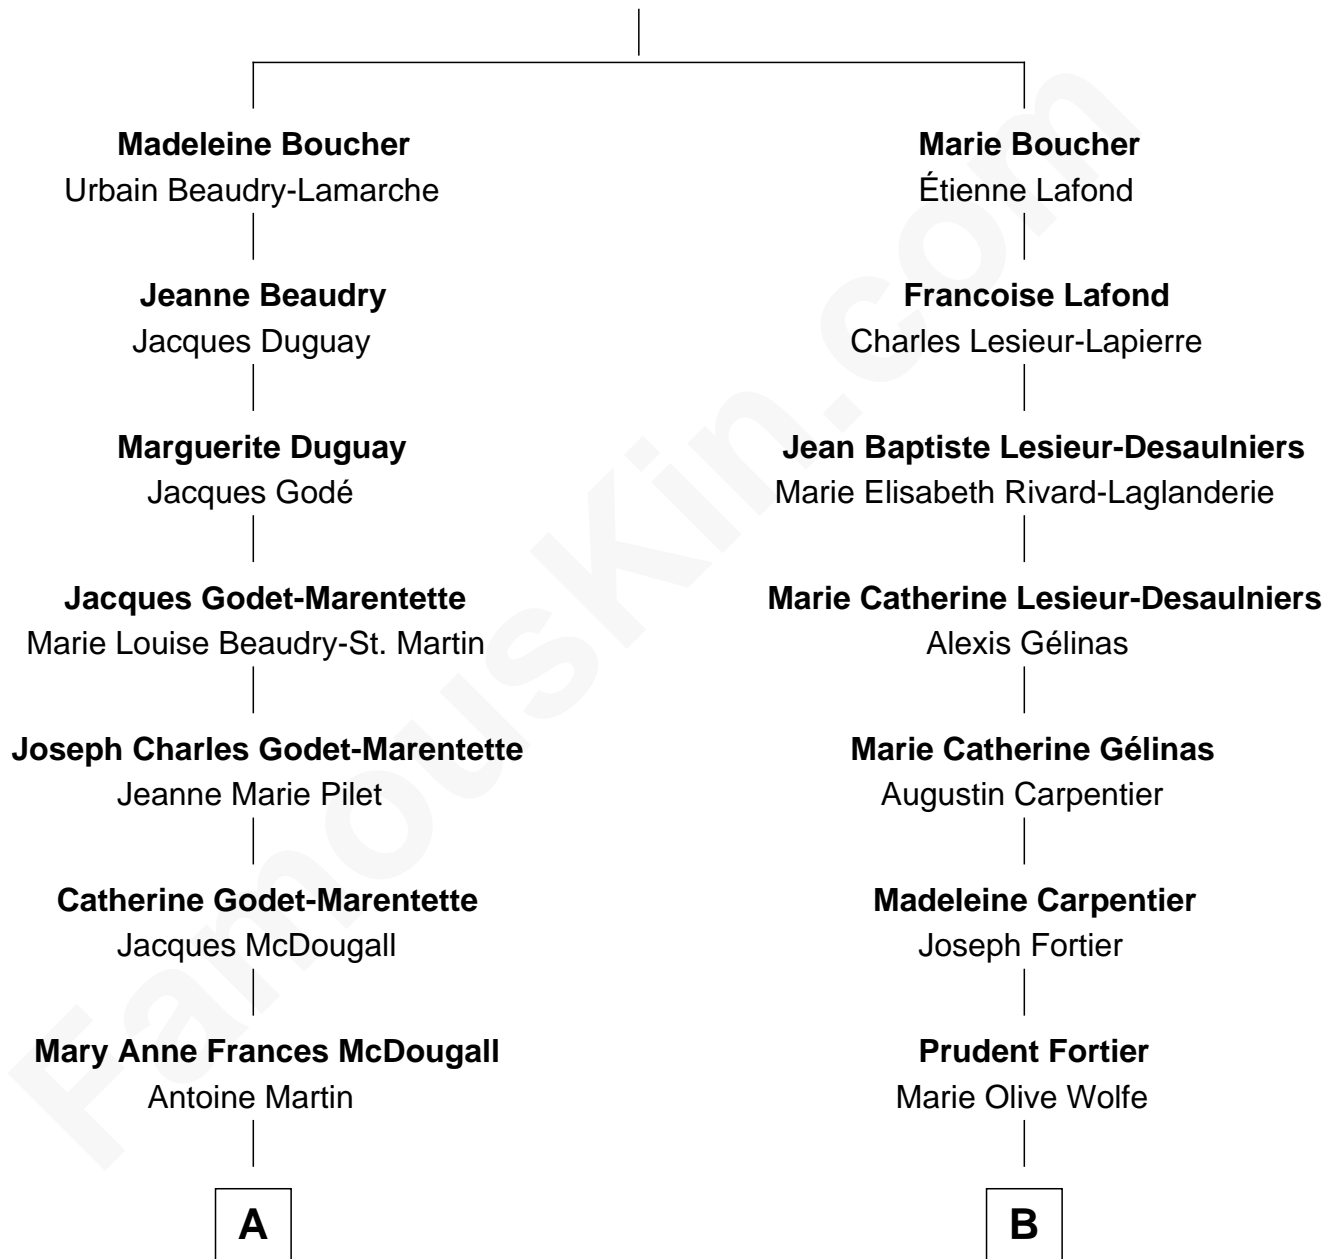 Madeleine Boucher
Urbain Beaudry-Lamarche
Jeanne Beaudry
Jacques Duguay
Marguerite Duguay
Jacques Godé
Jacques Godet-Marentette
Marie Louise Beaudry-St. Martin
Joseph Charles Godet-Marentette
Jeanne Marie Pilet
Catherine Godet-Marentette
Jacques McDougall
Mary Anne Frances McDougall
Antoine Martin
A
Marie Boucher
Étienne Lafond
Francoise Lafond
Charles Lesieur-Lapierre
Jean Baptiste Lesieur-Desaulniers
Marie Elisabeth Rivard-Laglanderie
Marie Catherine Lesieur-Desaulniers
Alexis Gélinas
Marie Catherine Gélinas
Augustin Carpentier
Madeleine Carpentier
Joseph Fortier
Prudent Fortier
Marie Olive Wolfe
B
FamousKin.com